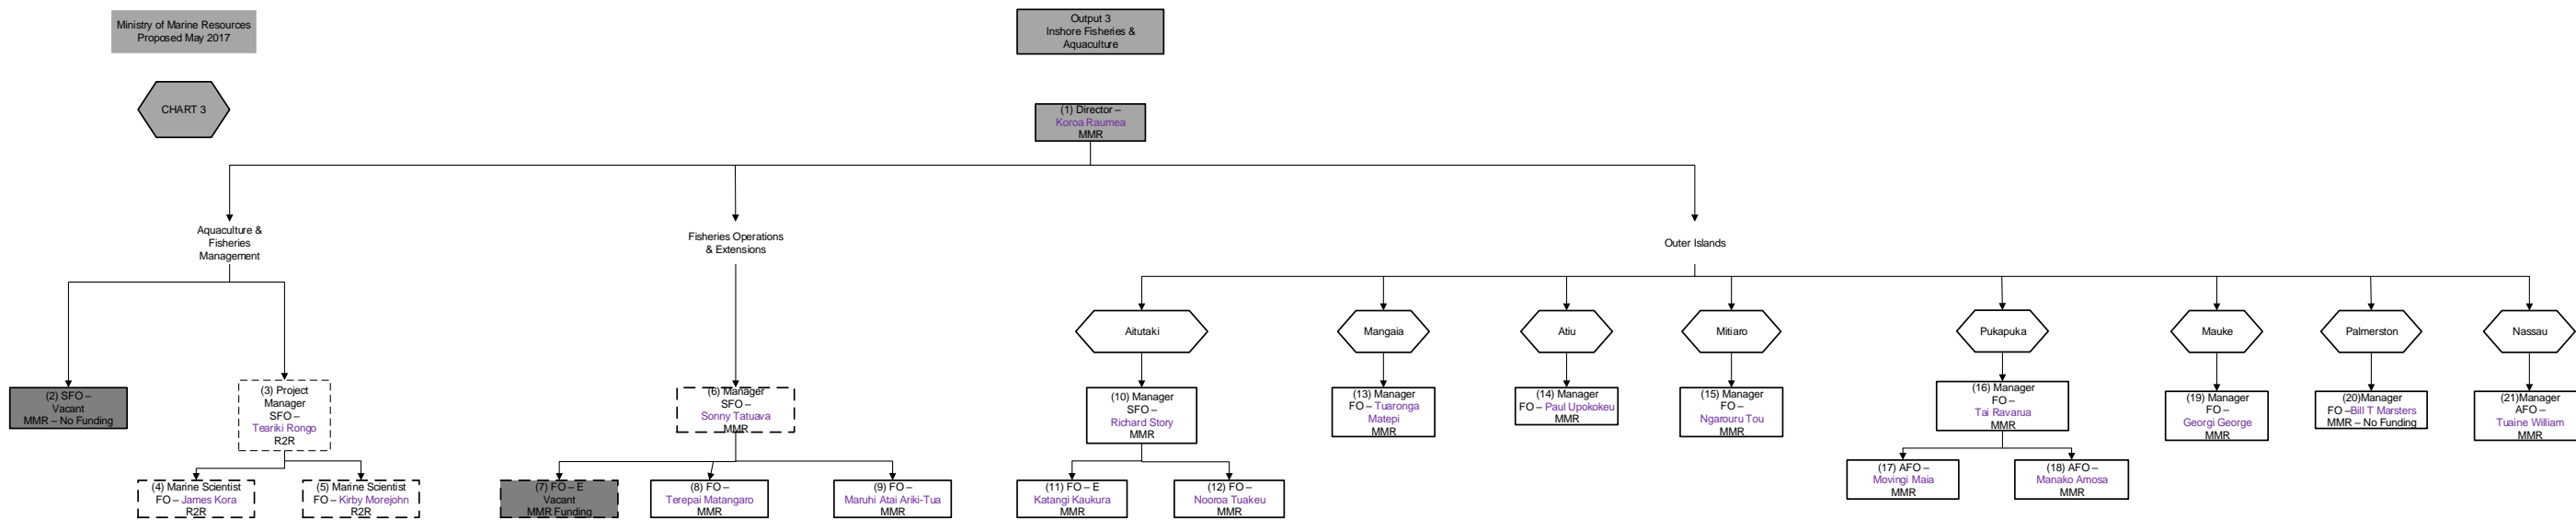 Ministry of Marine Resources
Proposed May 2017
Output 3
Inshore Fisheries &
Aquaculture
CHART 3
(1) Director –
Koroa Raumea
MMR
Aquaculture &
Fisheries
Management
Fisheries Operations
& Extensions
Outer Islands
Aitutaki
Mangaia
Atiu
Mitiaro
Pukapuka
Mauke
Palmerston
Nassau
(2) SFO –
Vacant
MMR – No Funding
(3) Project
Manager
SFO –
Teariki Rongo
R2R
(6) Manager
SFO –
Sonny Tatuava
MMR
(10) Manager
SFO –
Richard Story
MMR
(13) Manager
FO – Tuaronga
Matepi
MMR
(14) Manager
FO – Paul Upokokeu
MMR
(15) Manager
FO –
Ngarouru Tou
MMR
(16) Manager
FO –
Tai Ravarua
MMR
(19) Manager
FO –
Georgi George
MMR
(20)Manager
FO –Bill T Marsters
MMR – No Funding
(21)Manager
AFO –
Tuaine William
MMR
(4) Marine Scientist
FO – James Kora
R2R
(5) Marine Scientist
FO – Kirby Morejohn
R2R
(7) FO – E
Vacant
MMR Funding
(8) FO –
Terepai Matangaro
MMR
(9) FO –
Maruhi Atai Ariki-Tua
MMR
(11) FO – E
Katangi Kaukura
MMR
(12) FO –
Nooroa Tuakeu
MMR
(17) AFO –
Movingi Maia
MMR
(18) AFO –
Manako Amosa
MMR